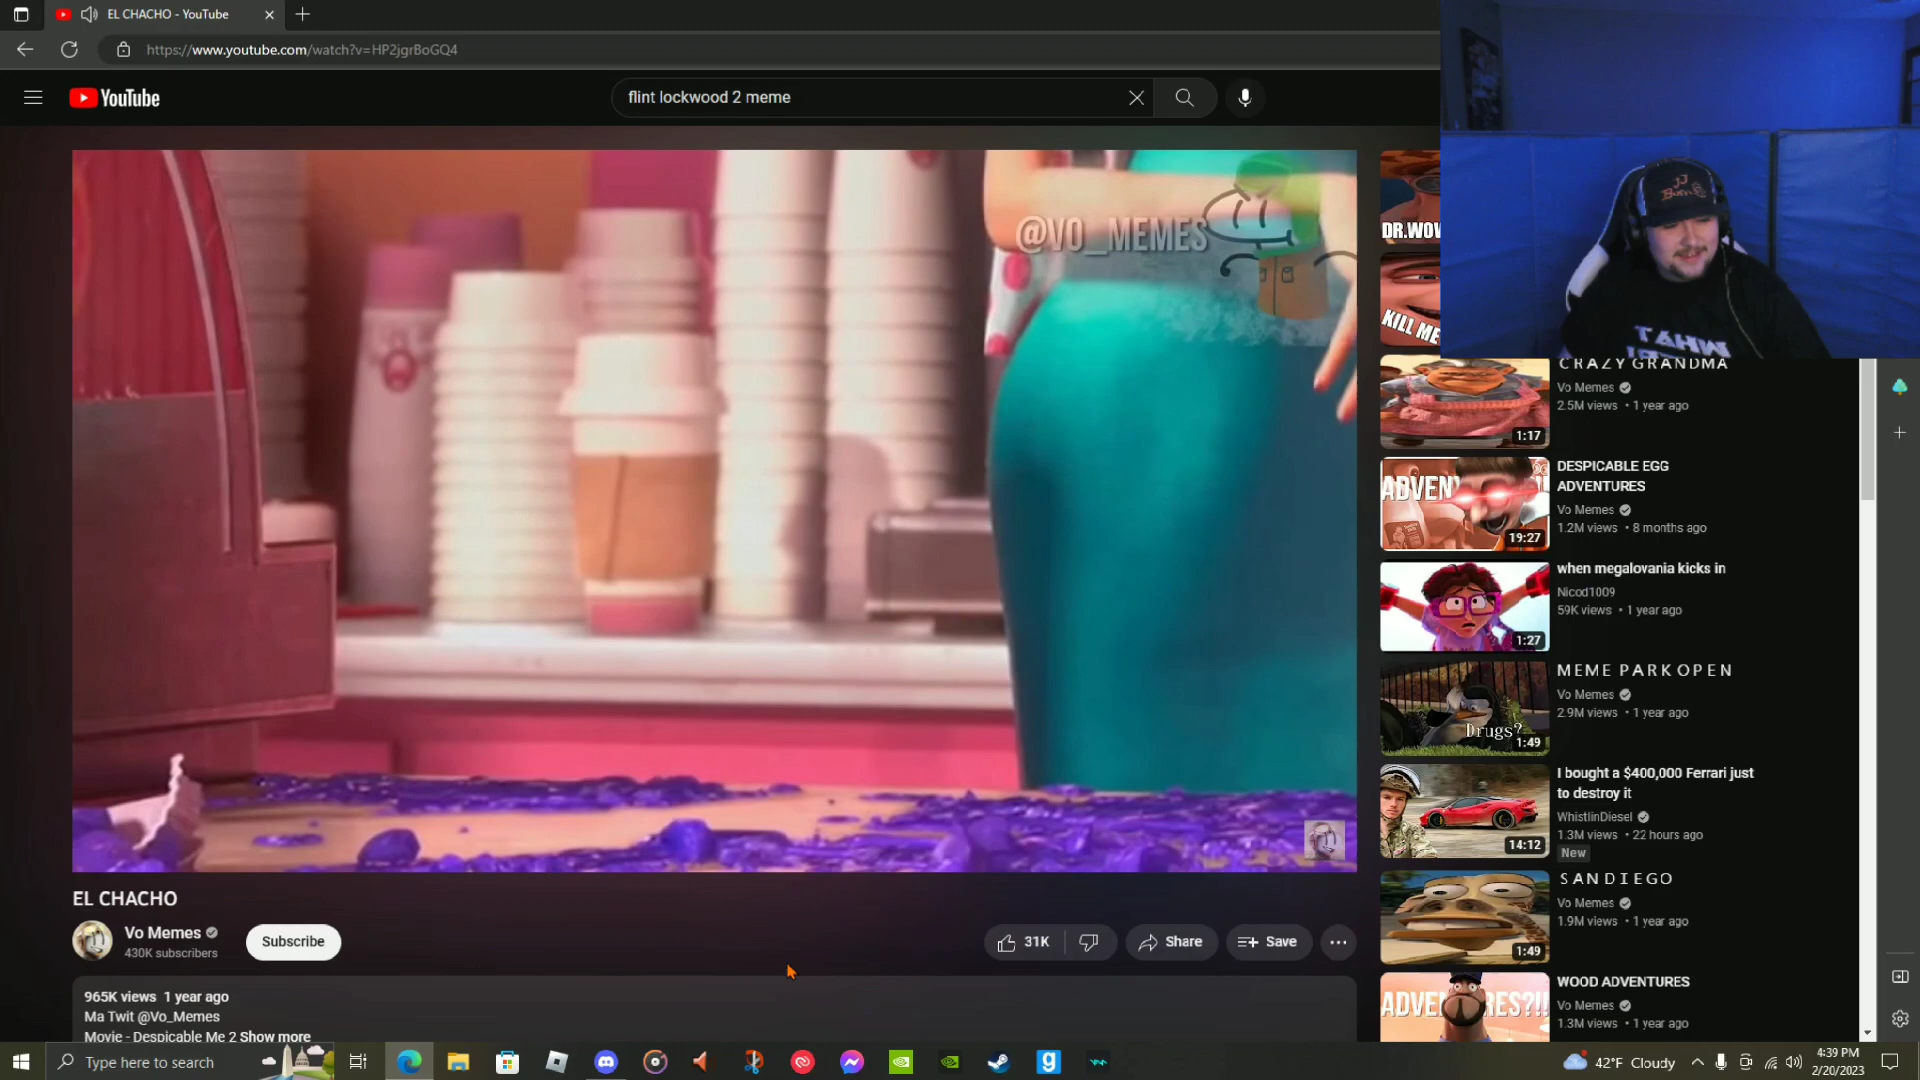 EL CHACHO - YouTube
https://www.youtube.com/watch?v=HP2jgrBoGQ4
YouTube
flint lockwood 2 meme
@VO_MEMES
DR.WOW
KILL ME
JJ
WHAT
CRAZY GRANDMA
Vo Memes
2.5M views • 1 year ago
1:17
DESPICABLE EGG
ADVENTURES
Vo Memes
1.2M views • 8 months ago
19:27
when megalovania kicks in
Nicod1009
59K views • 1 year ago
1:27
MEME PARK OPEN
Vo Memes
2.9M views • 1 year ago
Drugs?
1:49
I bought a $400,000 Ferrari just
to destroy it
WhistlinDiesel
1.3M views • 22 hours ago
New
14:12
SANDIEGO
Vo Memes
1.9M views • 1 year ago
1:49
WOOD ADVENTURES
Vo Memes
1.3M views • 1 year ago
EL CHACHO
Vo Memes
430K subscribers
Subscribe
31K
Share
Save
965K views 1 year ago
Ma Twit @Vo_Memes
Movie - Despicable Me 2 Show more
Type here to search
42°F Cloudy
4:39 PM
2/20/2023